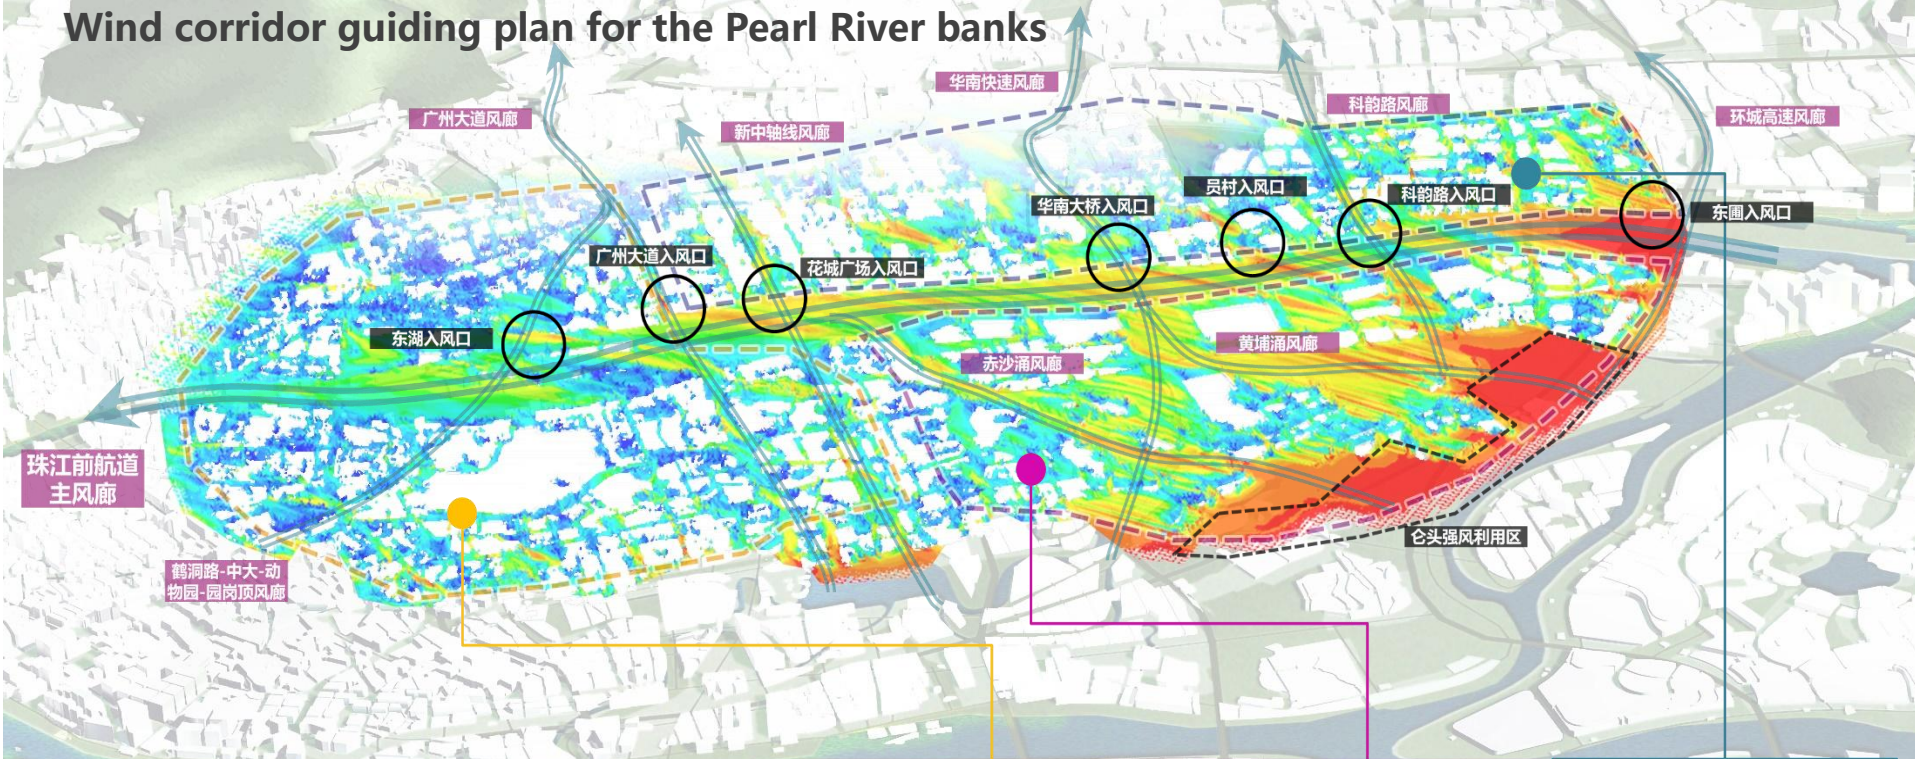 Wind corridor guiding plan for the Pearl River banks
华南快速风廊
广州大道风廊
新中轴线风廊
科韵路风廊
环城高速风廊
员村入风口
科韵路入风口
华南大桥入风口
东圃入风口
广州大道入风口
花城广场入风口
东湖入风口
黄埔涌风廊
赤沙涌风廊
珠江前航道
主风廊
仑头强风利用区
鹤洞路-中大-动
物园-园岗顶风廊